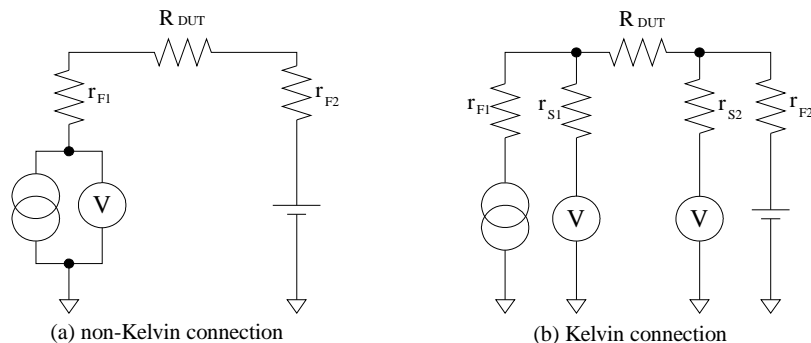 R DUT
r F1
r F2
V
(a) non-Kelvin connection
R DUT
r F1
r S1
r S2
r F2
V
V
(b) Kelvin connection